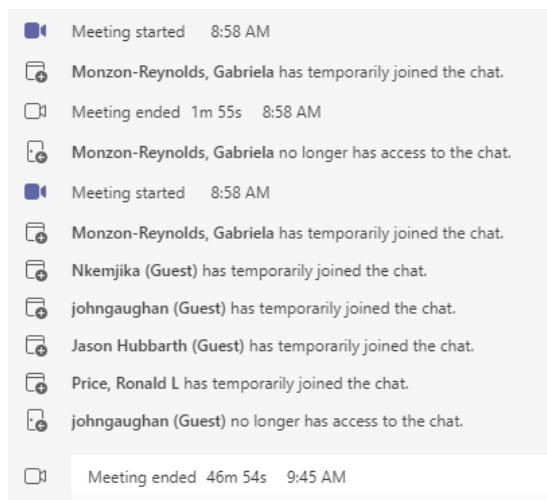 Meeting started 8:58 AM
Monzon-Reynolds, Gabriela has temporarily joined the chat.
Meeting ended 1m 55s 8:58 AM
Monzon-Reynolds, Gabriela no longer has access to the chat.
Meeting started 8:58 AM
Monzon-Reynolds, Gabriela has temporarily joined the chat.
Nkemjika (Guest) has temporarily joined the chat.
johngaughan (Guest) has temporarily joined the chat.
Jason Hubbarth (Guest) has temporarily joined the chat.
Price, Ronald L has temporarily joined the chat.
johngaughan (Guest) no longer has access to the chat.
Meeting ended 46m 54s 9:45 AM